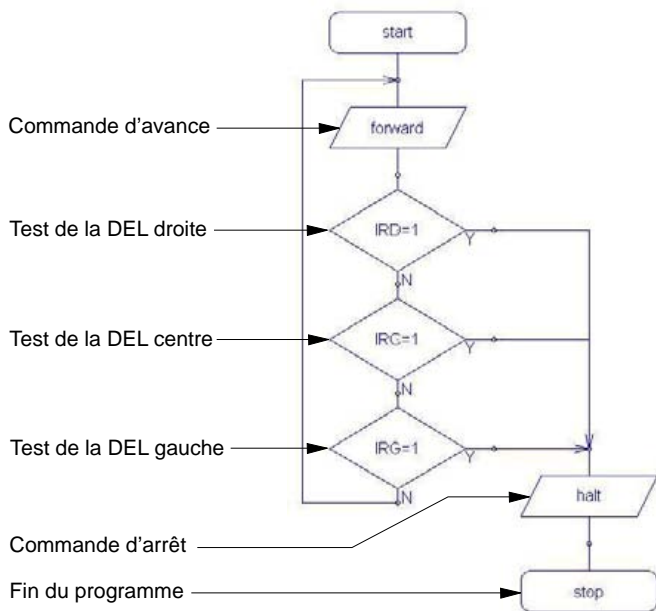 start
Commande d'avance
forward
Test de la DEL droite
IRD=1
Y
N
Test de la DEL centre
IRC=1
Y
N
Test de la DEL gauche
IRG=1
Y
N
halt
Commande d'arrêt
Fin du programme
stop